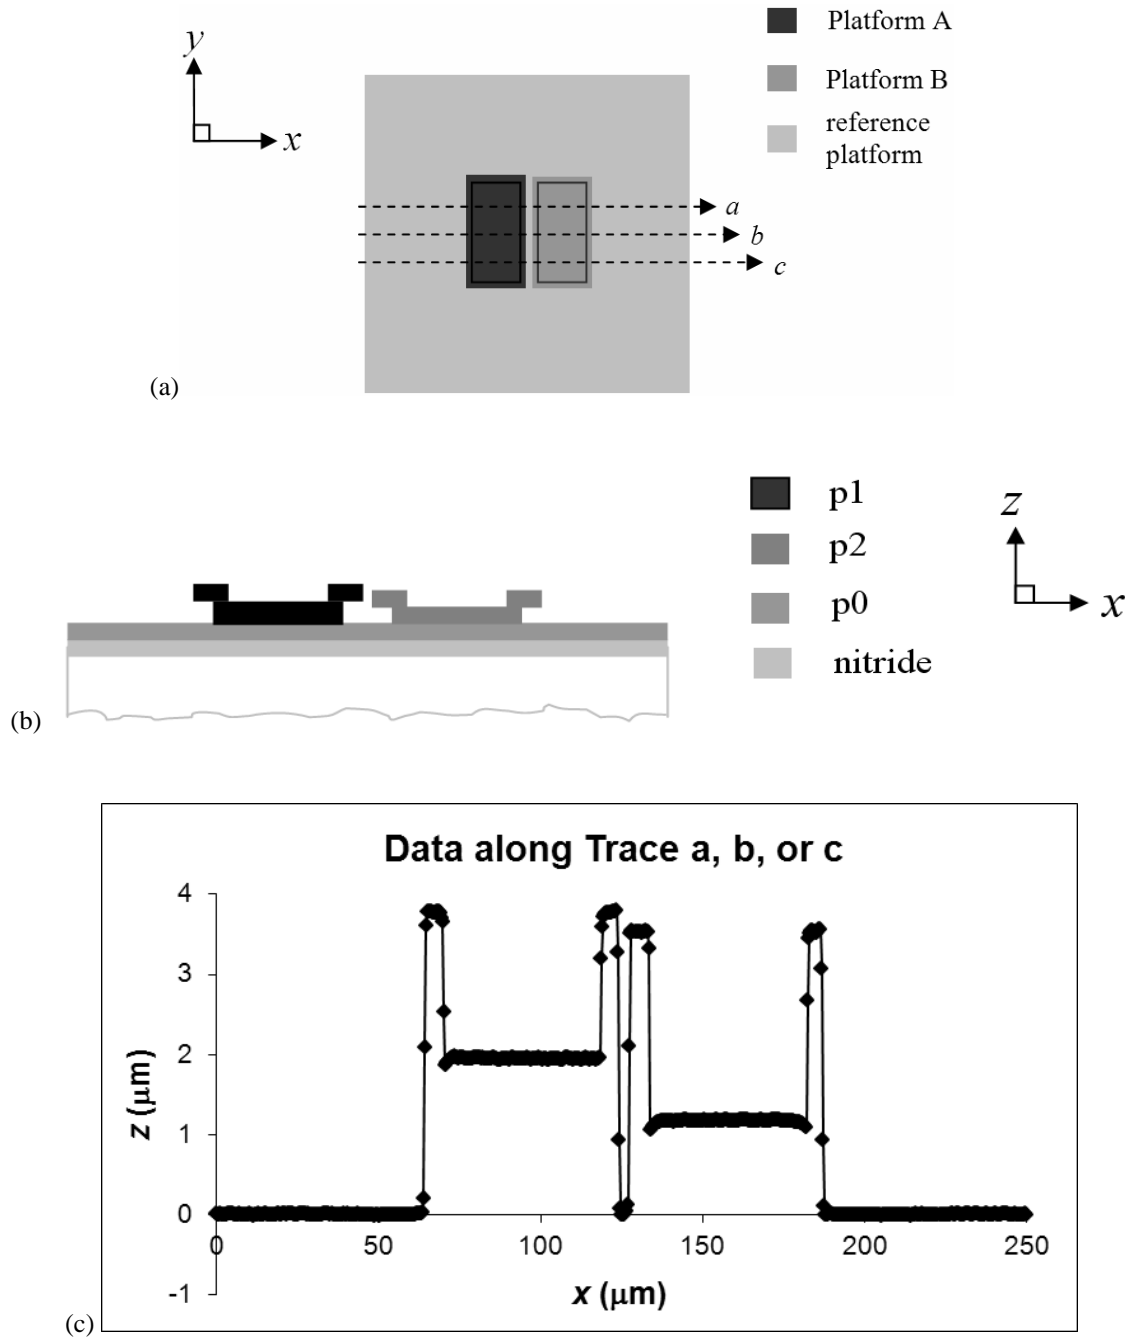 Platform A
Platform B
reference
platform
y
x
a
b
c
(a)
p1
p2
p0
nitride
z
x
(b)
Data along Trace a, b, or c
4
3
2
1
0
-1
z (μm)
0 50 100 150 200 250
x (μm)
(c)